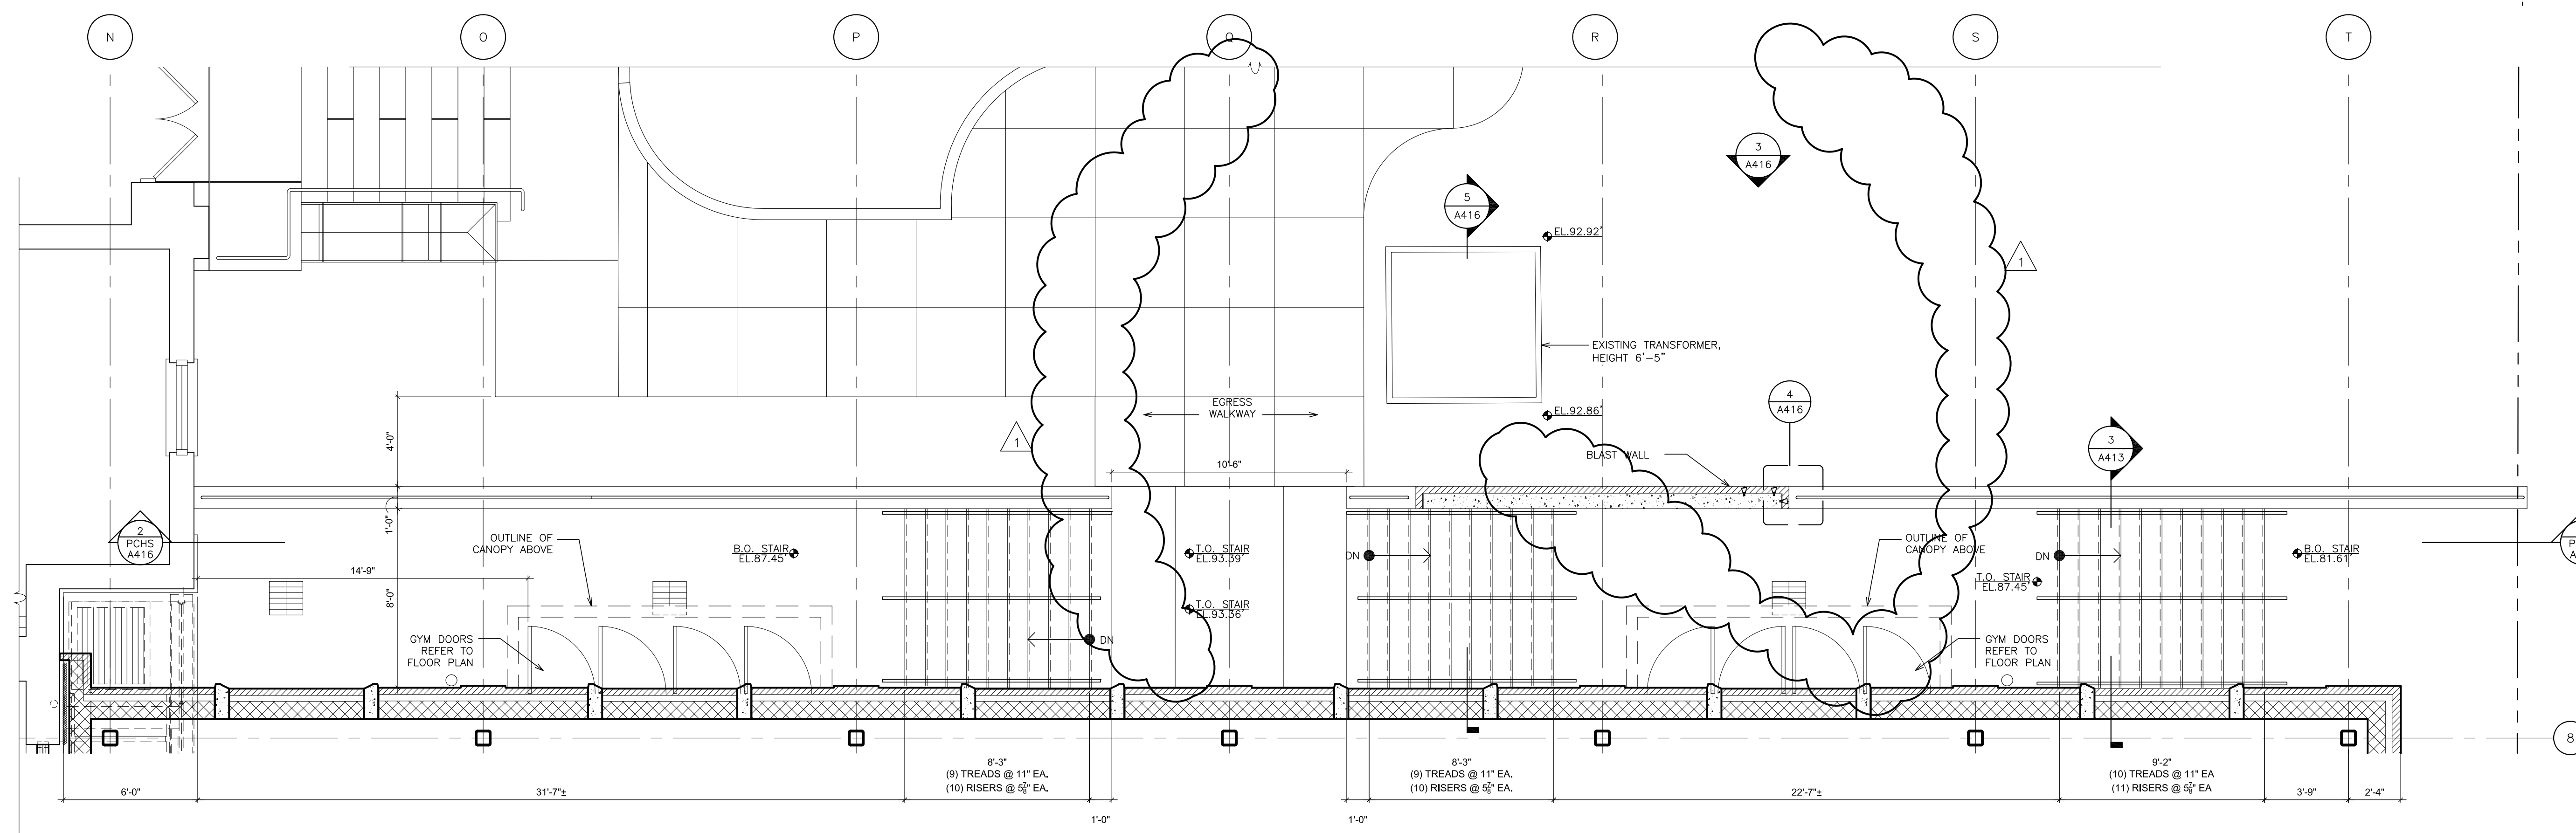 N
O
P
Q
R
S
T
3
A416
5
A416
EL.92.92'
1
EXISTING TRANSFORMER,
HEIGHT 6'-5"
4
A416
EGRESS
WALKWAY
EL.92.86'
4'-0"
1
3
A413
BLAST WALL
10'-6"
2
PCHS
A416
1'-0"
OUTLINE OF
CANOPY ABOVE
B.O. STAIR
EL.87.45'
T.O. STAIR
EL.93.39'
DN
OUTLINE OF
CANOPY ABOVE
DN
B.O. STAIR
EL.81.61'
14'-9"
8'-0"
T.O. STAIR
EL.87.45'
T.O. STAIR
EL.93.36'
GYM DOORS
REFER TO
FLOOR PLAN
DN
GYM DOORS
REFER TO
FLOOR PLAN
8
6'-0"
31'-7"±
8'-3"
(9) TREADS @ 11" EA.
(10) RISERS @ 5⅞" EA.
8'-3"
(9) TREADS @ 11" EA.
(10) RISERS @ 5⅞" EA.
22'-7"±
9'-2"
(10) TREADS @ 11" EA
(11) RISERS @ 5⅞" EA
3'-9"
2'-4"
1'-0"
1'-0"